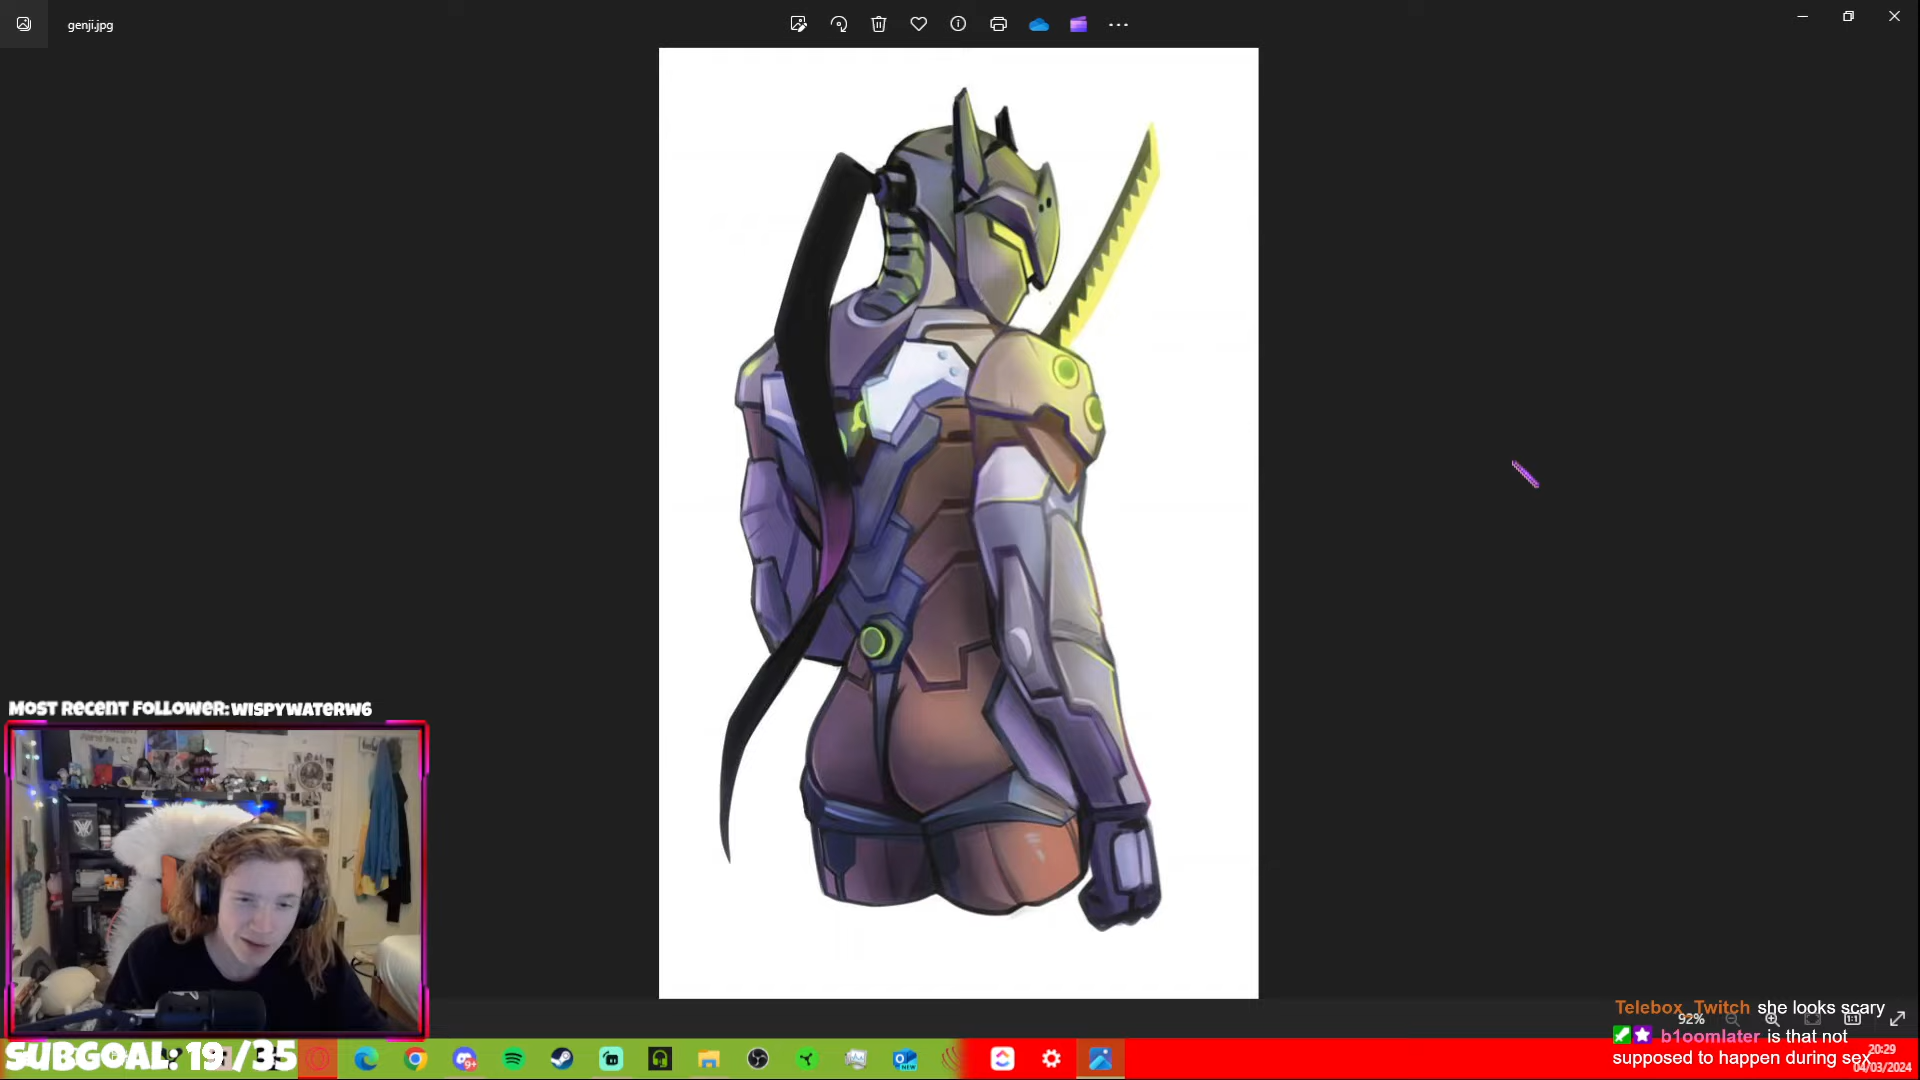 genji.jpg
MOST RECENT FOLLOWER: WISPYWATERW6
Telebox_Twitch she looks scary
92%
b1oomlater is that not
supposed to happen during sex
SUBGOAL 19/35
20:29
04/03/2024